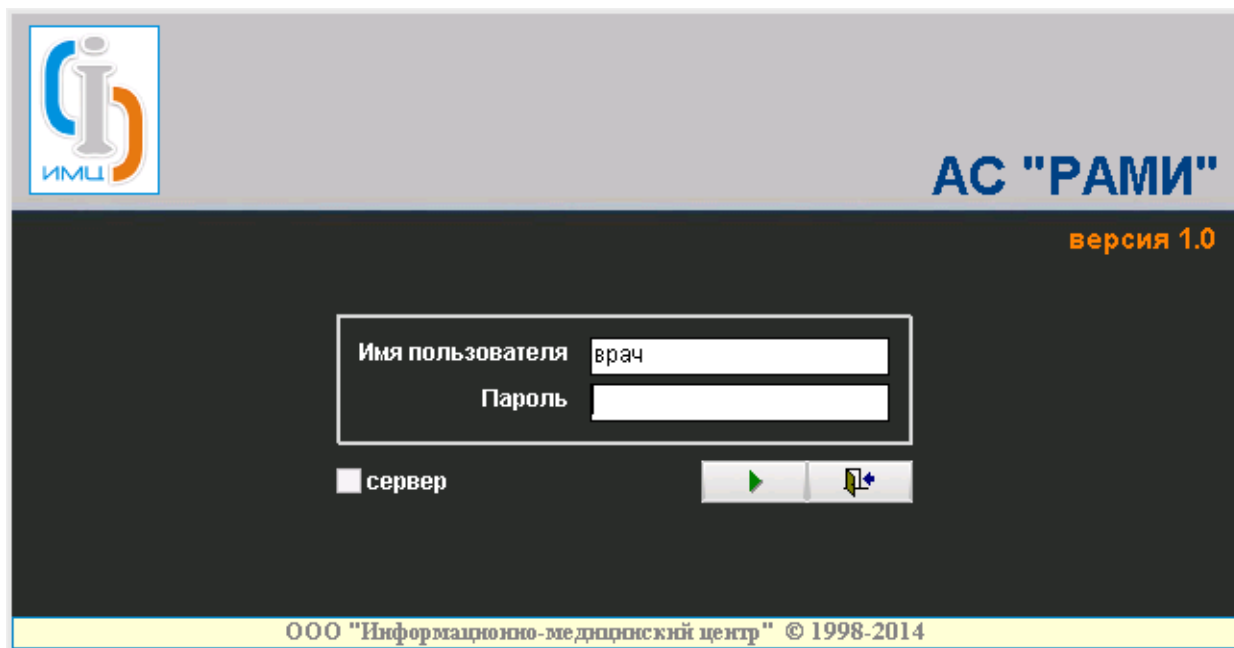 ИМЦ
АС "РАМИ"
версия 1.0
Имя пользователя врач
Пароль
сервер
ООО "Информационно-медицинский центр" © 1998-2014